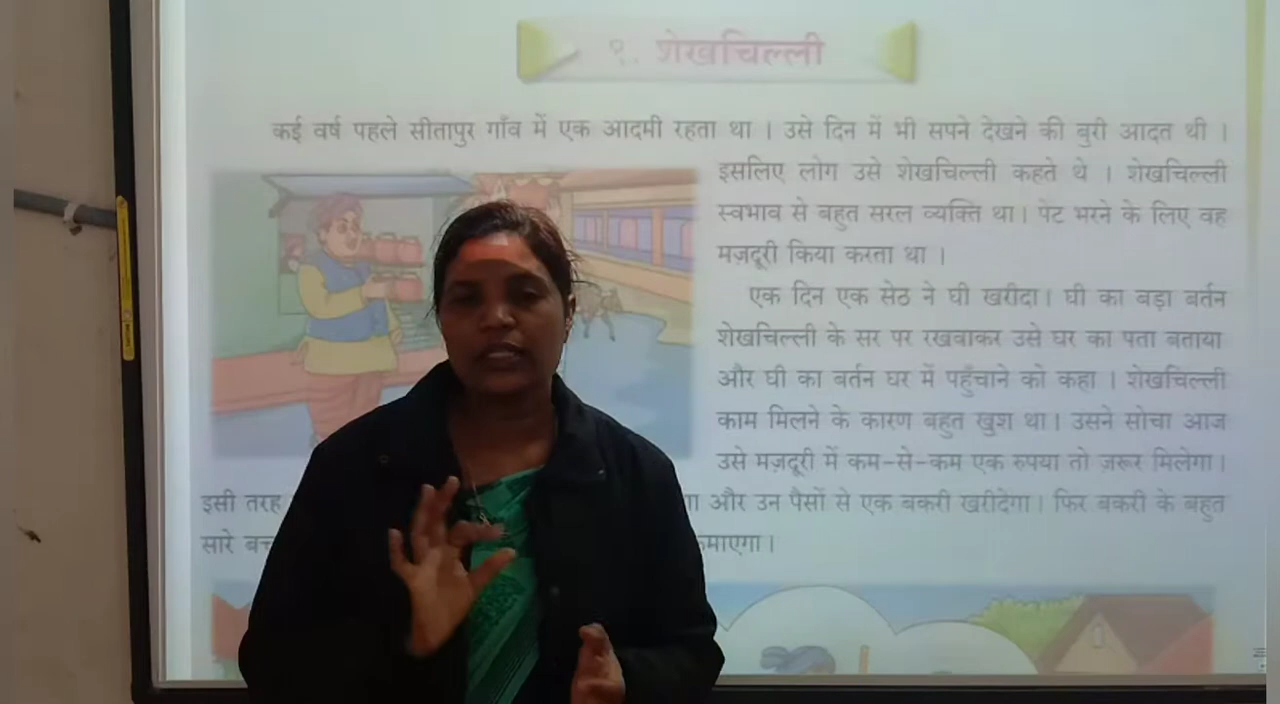 ९. शेखचिल्ली
कई वर्ष पहले सीतापुर गाँव में एक आदमी रहता था । उसे दिन में भी सपने देखने की बुरी आदत थी ।
इसलिए लोग उसे शेखचिल्ली कहते थे । शेखचिल्ली
स्वभाव से बहुत सरल व्यक्ति था। पेट भरने के लिए वह
मज़दूरी किया करता था ।
एक दिन एक सेठ ने घी खरीदा। घी का बड़ा बर्तन
शेखचिल्ली के सर पर रखवाकर उसे घर का पता बताया
और घी का बर्तन घर में पहुँचाने को कहा । शेखचिल्ली
काम मिलने के कारण बहुत खुश था। उसने सोचा आज
उसे मज़दूरी में कम-से-कम एक रुपया तो ज़रूर मिलेगा।
इसी तरह और उन पैसों से एक बकरी खरीदेगा। फिर बकरी के बहुत
सारे कमाएगा।